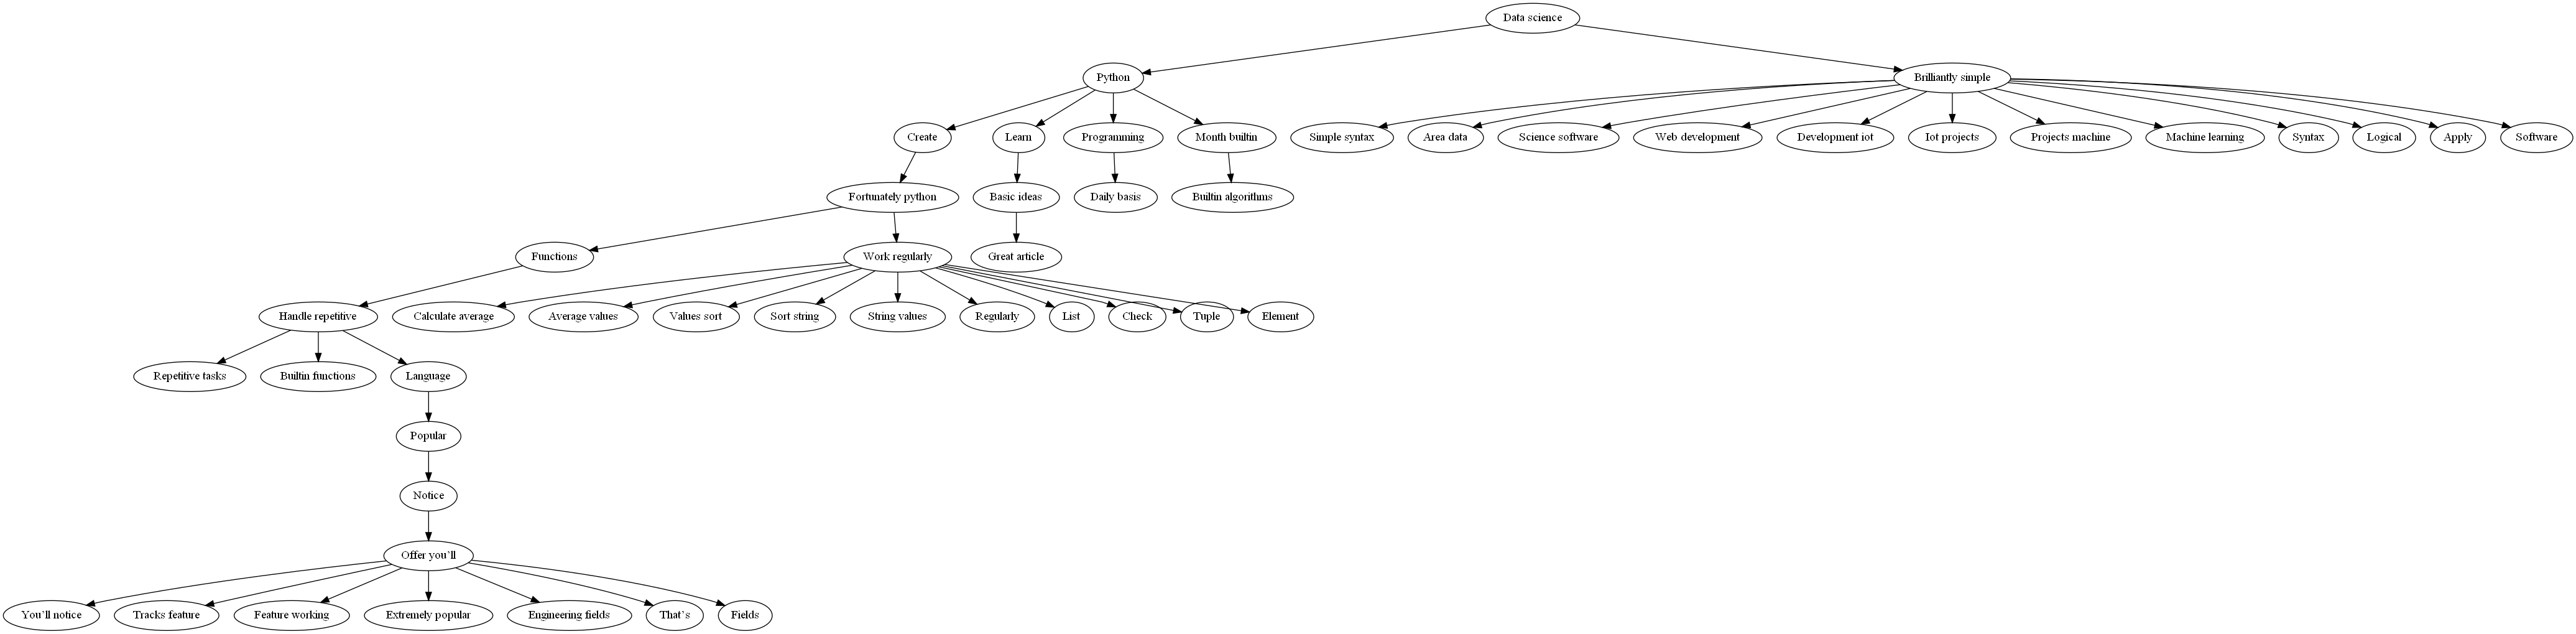 Data science
Python
Brilliantly simple
Create
Learn
Programming
Month builtin
Simple syntax
Area data
Science software
Web development
Development iot
Iot projects
Projects machine
Machine learning
Syntax
Logical
Apply
Software
Fortunately python
Basic ideas
Daily basis
Builtin algorithms
Functions
Work regularly
Great article
Handle repetitive
Calculate average
Average values
Values sort
Sort string
String values
Regularly
List
Check
Tuple
Element
Repetitive tasks
Builtin functions
Language
Popular
Notice
Offer you'll
You'll notice
Tracks feature
Feature working
Extremely popular
Engineering fields
That's
Fields